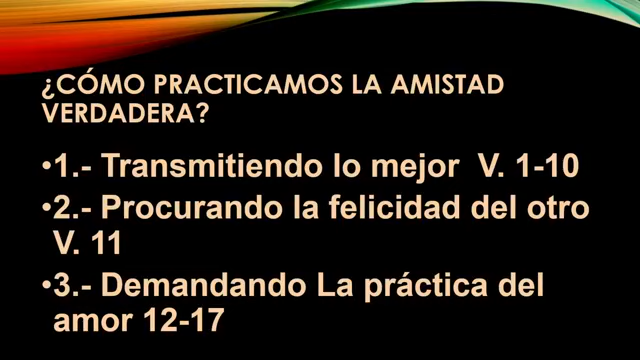 ¿CÓMO PRACTICAMOS LA AMISTAD
VERDADERA?
•1.- Transmitiendo lo mejor  V. 1-10
•2.- Procurando la felicidad del otro
V. 11
•3.- Demandando La práctica del
amor 12-17